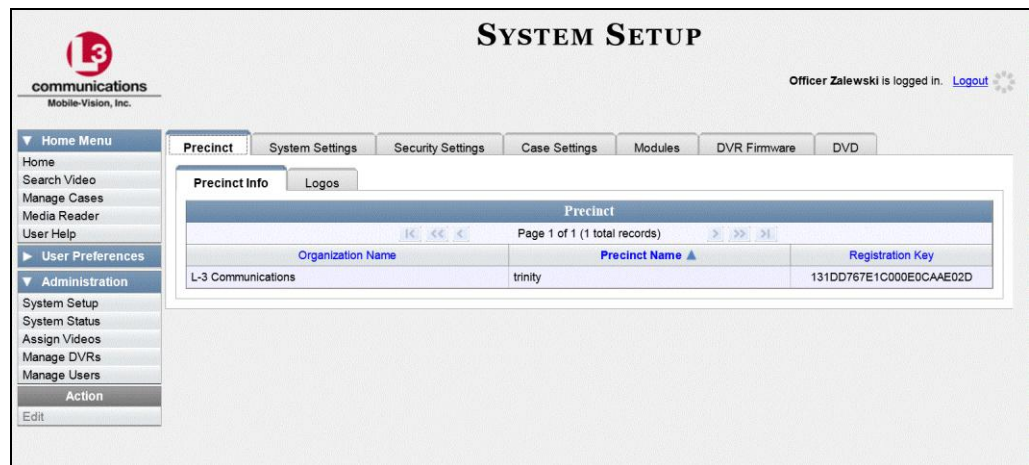 SYSTEM SETUP
L3
communications
Mobile-Vision, Inc.
Officer Zalewski is logged in. Logout
▼ Home Menu
Home
Search Video
Manage Cases
Media Reader
User Help
▶ User Preferences
▼ Administration
System Setup
System Status
Assign Videos
Manage DVRs
Manage Users
Action
Edit
Precinct System Settings Security Settings Case Settings Modules DVR Firmware DVD
Precinct Info Logos
Precinct
|< << < Page 1 of 1 (1 total records) > >> >|
Organization Name Precinct Name ▲ Registration Key
L-3 Communications trinity 131DD767E1C000E0CAAE02D